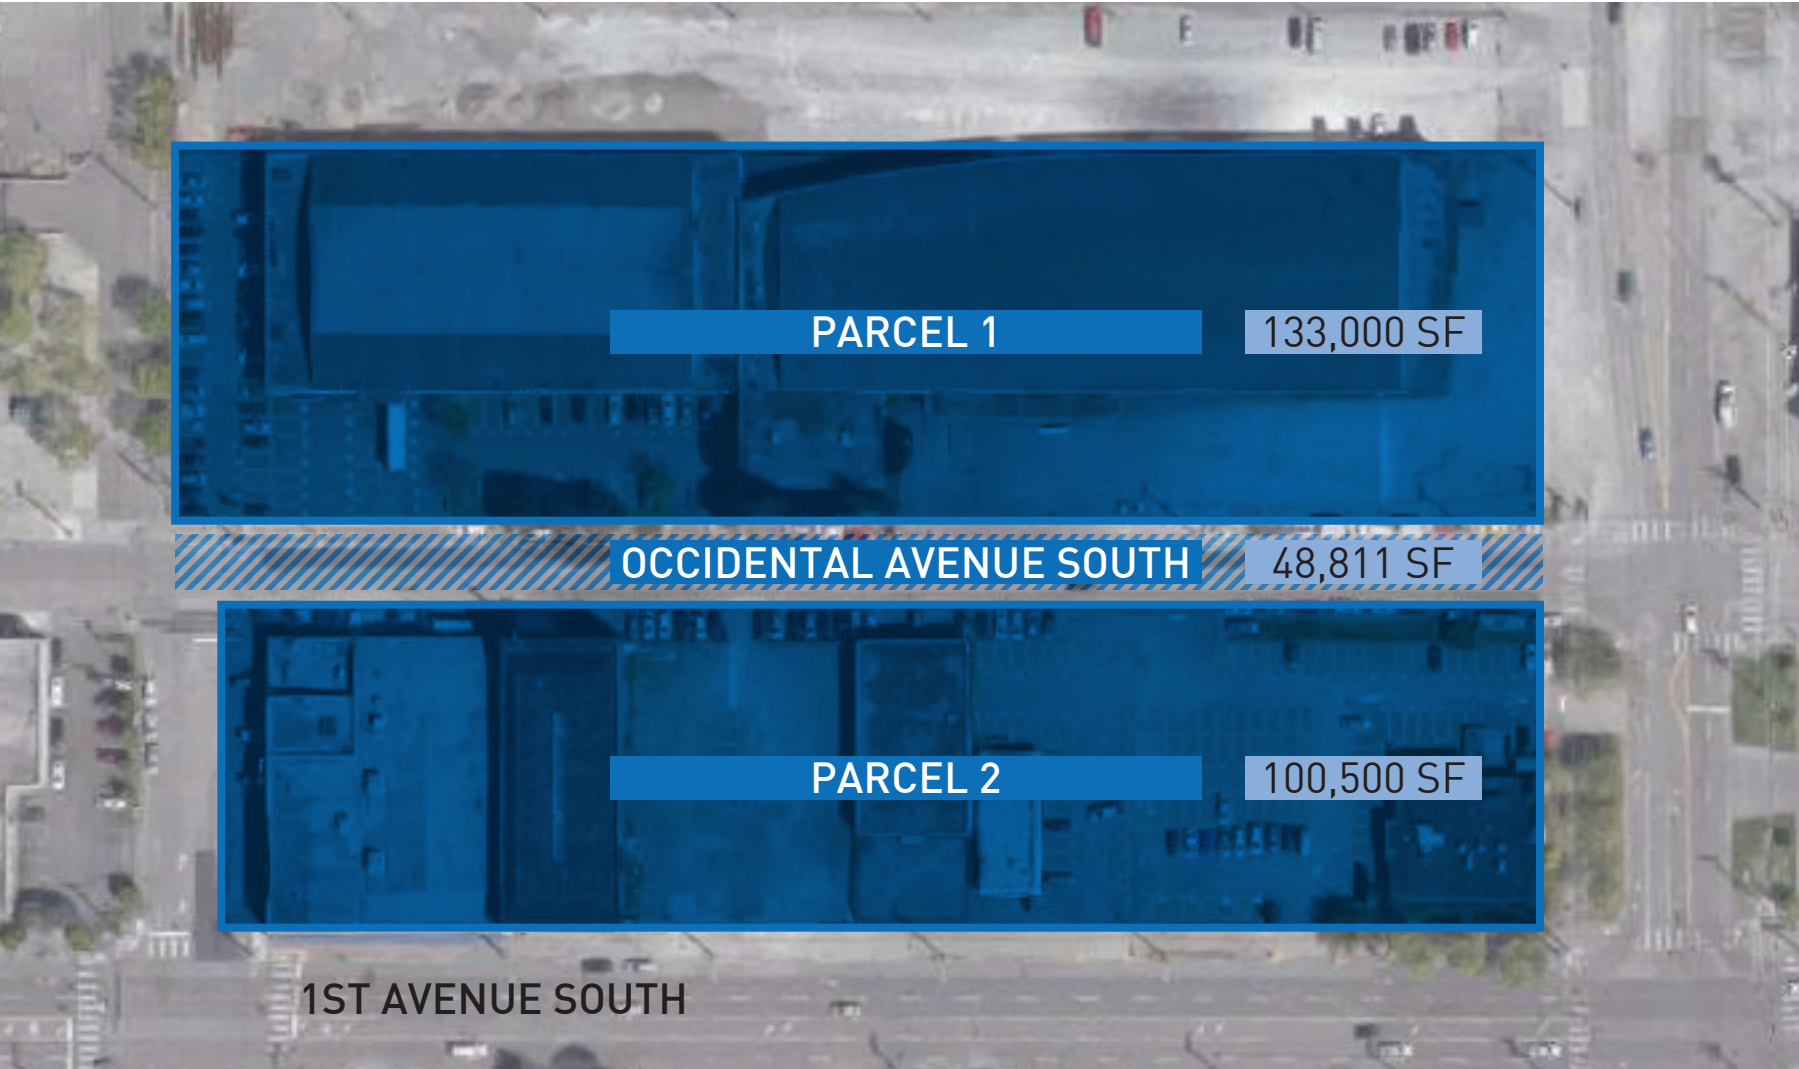 PARCEL 1 133,000 SF
OCCIDENTAL AVENUE SOUTH 48,811 SF
PARCEL 2 100,500 SF
1ST AVENUE SOUTH